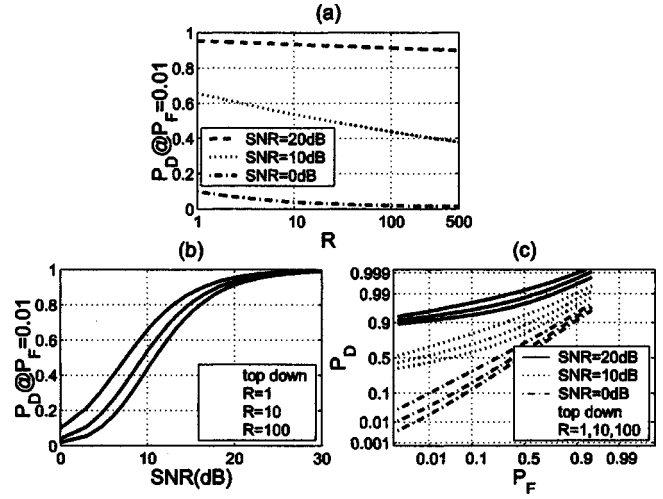 (a)
1
0.8
0.6
0.4
0.2
0
P_D@P_F=0.01
SNR=20dB
SNR=10dB
SNR=0dB
1
10
100
500
R
(b)
1
0.8
0.6
0.4
0.2
0
P_D@P_F=0.01
top down
R=1
R=10
R=100
0
10
20
30
SNR(dB)
(c)
0.999
0.99
0.9
0.5
0.1
0.01
0.001
P_D
SNR=20dB
SNR=10dB
SNR=0dB
top down
R=1,10,100
0.01
0.1
0.5
0.9
0.99
P_F